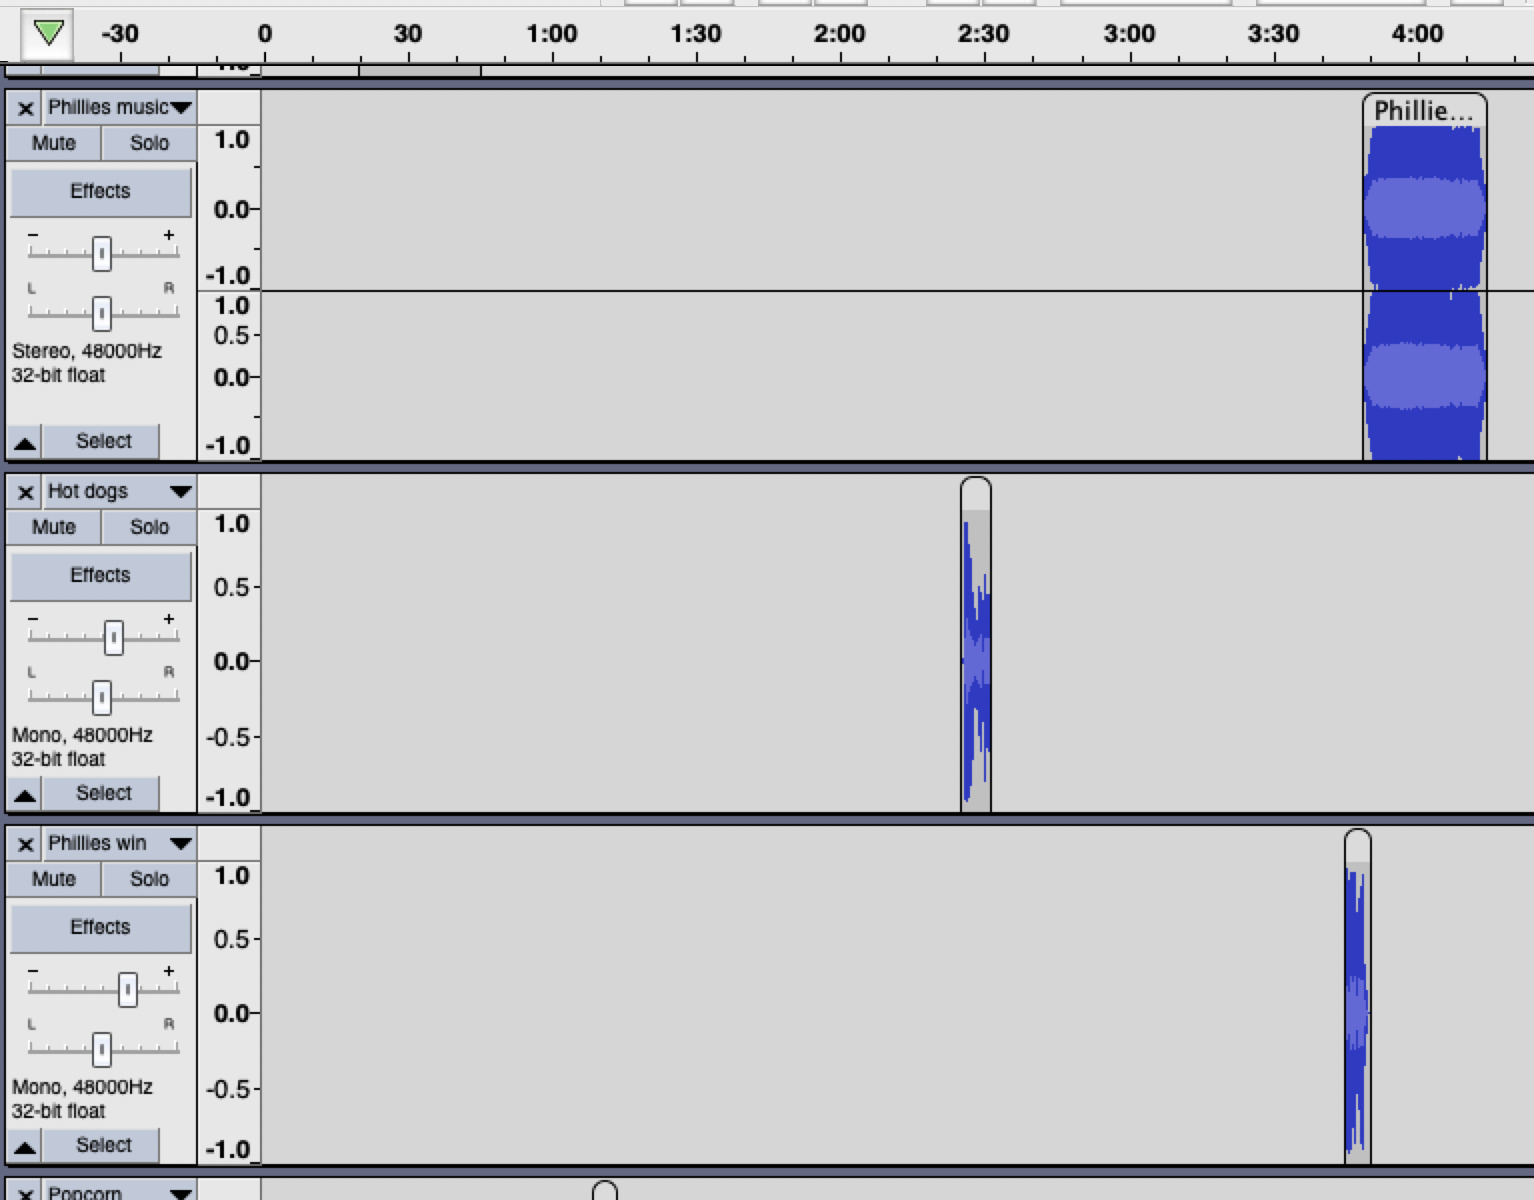 -30 0 30 1:00 1:30 2:00 2:30 3:00 3:30 4:00
Phillies music
Phillie...
Mute Solo
1.0
Effects
0.0
- +
-1.0
L R
1.0
0.5
Stereo, 48000Hz
32-bit float
0.0
Select
-1.0
Hot dogs
Mute Solo
1.0
Effects
0.5
- +
0.0
L R
Mono, 48000Hz
-0.5
32-bit float
Select
-1.0
Phillies win
Mute Solo
1.0
Effects
0.5
- +
0.0
L R
Mono, 48000Hz
-0.5
32-bit float
Select
-1.0
Popcorn